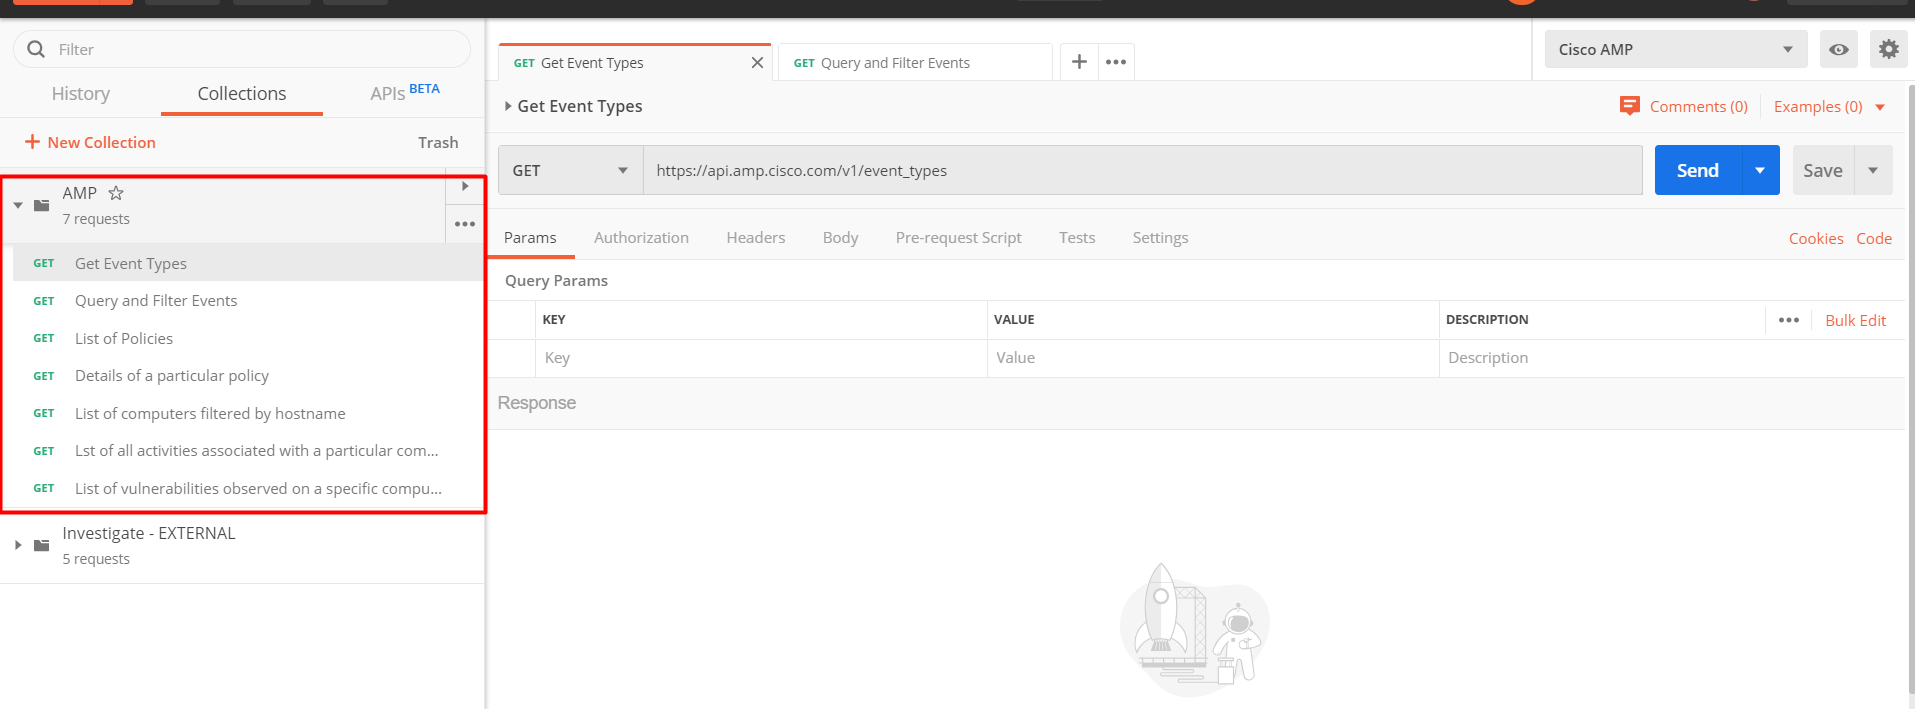 Filter
History
Collections
APIs BETA
New Collection
Trash
AMP
7 requests
GET Get Event Types
GET Query and Filter Events
GET List of Policies
GET Details of a particular policy
GET List of computers filtered by hostname
GET Lst of all activities associated with a particular com...
GET List of vulnerabilities observed on a specific compu...
Investigate - EXTERNAL
5 requests
GET Get Event Types
GET Query and Filter Events
Cisco AMP
Get Event Types
Comments (0)
Examples (0)
GET
https://api.amp.cisco.com/v1/event_types
Send
Save
Params
Authorization
Headers
Body
Pre-request Script
Tests
Settings
Cookies
Code
Query Params
KEY
VALUE
DESCRIPTION
Bulk Edit
Key
Value
Description
Response